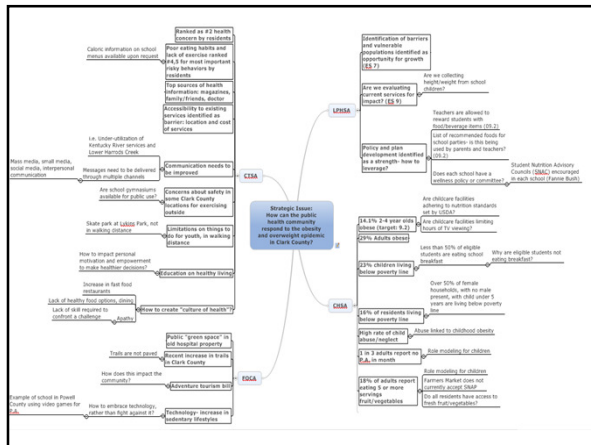 Strategic Issue:
How can the public
health community
respond to the obesity
and overweight epidemic
in Clark County?
CTSA
Ranked as #2 health
concern by residents
Poor eating habits and
lack of exercise ranked
#4,5 for most important
risky behaviors by
residents
Caloric information on school
menus available upon request
Top sources of health
information: magazines,
family/friends, doctor
Accessibility to existing
services identified as
barrier: location and
cost of services
Communication needs to
be improved
i.e. Under-utilization of
Kentucky River services and
Lower Harrods Creek
Messages need to be delivered
through multiple channels
Mass media, small media,
social media, interpersonal
communication
Concerns about safety in
some Clark County
locations for exercising
outside
Are school gymnasiums
available for public use?
Limitations on things to
do for youth, in walking
distance
Skate park at Lykins Park, not
in walking distance
Education on healthy living
How to impact personal
motivation and empowerment
to make healthier decisions?
How to create "culture of health"?
Increase in fast food
restaurants
Lack of healthy food options, dining
Apathy
Lack of skill required to
confront a challenge
FOCA
Public "green space" in
old hospital property
Recent increase in trails
in Clark County
Trails are not paved
Adventure tourism bill
How does this impact the
community?
Technology- increase in
sedentary lifestyles
How to embrace technology,
rather than fight against it?
Example of school in Powell
County using video games for
P.A.
LPHSA
Identification of barriers
and vulnerable
populations identified as
opportunity for growth
(ES 7)
Are we evaluating
current services for
impact? (ES 9)
Are we collecting
height/weight from school
children?
Policy and plan
development identified
as a strength- how to
leverage?
Teachers are allowed to
reward students with
food/beverage items (09.2)
List of recommended foods for
school parties- is this being
used by parents and teachers?
(09.2)
Does each school have a
wellness policy or committee?
Student Nutrition Advisory
Councils (SNAC) encouraged in
each school (Fannie Bush)
CHSA
14.1% 2-4 year olds
obese (target: 9.2)
Are childcare facilities
adhering to nutrition standards
set by USDA?
Are childcare facilities limiting
hours of TV viewing?
29% Adults obese
23% children living
below poverty line
Less than 50% of eligible
students are eating school
breakfast
Why are eligible students not
eating breakfast?
16% of residents living
below poverty line
Over 50% of female
households, with no male
present, with child under 5
years are living below poverty
line
High rate of child
abuse/neglect
Abuse linked to childhood obesity
1 in 3 adults report no
P.A. in month
Role modeling for children
18% of adults report
eating 5 or more
servings
fruit/vegetables
Role modeling for children
Farmers Market does not
currently accept SNAP
Do all residents have access to
fresh fruit/vegetables?